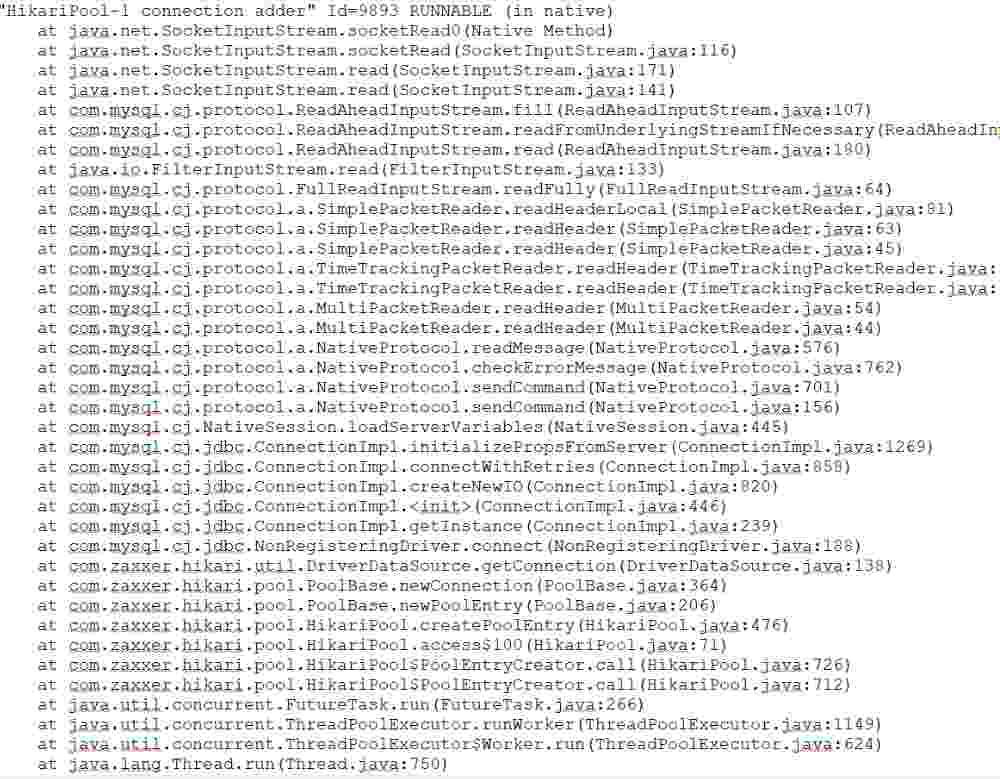 "HikariPool-1 connection adder" Id=9893 RUNNABLE (in native)
at java.net.SocketInputStream.socketRead0(Native Method)
at java.net.SocketInputStream.socketRead(SocketInputStream.java:116)
at java.net.SocketInputStream.read(SocketInputStream.java:171)
at java.net.SocketInputStream.read(SocketInputStream.java:141)
at com.mysql.cj.protocol.ReadAheadInputStream.fill(ReadAheadInputStream.java:107)
at com.mysql.cj.protocol.ReadAheadInputStream.readFromUnderlyingStreamIfNecessary(ReadAheadInp
at com.mysql.cj.protocol.ReadAheadInputStream.read(ReadAheadInputStream.java:180)
at java.io.FilterInputStream.read(FilterInputStream.java:133)
at com.mysql.cj.protocol.FullReadInputStream.readFully(FullReadInputStream.java:64)
at com.mysql.cj.protocol.a.SimplePacketReader.readHeaderLocal(SimplePacketReader.java:81)
at com.mysql.cj.protocol.a.SimplePacketReader.readHeader(SimplePacketReader.java:63)
at com.mysql.cj.protocol.a.SimplePacketReader.readHeader(SimplePacketReader.java:45)
at com.mysql.cj.protocol.a.TimeTrackingPacketReader.readHeader(TimeTrackingPacketReader.java:
at com.mysql.cj.protocol.a.TimeTrackingPacketReader.readHeader(TimeTrackingPacketReader.java:
at com.mysql.cj.protocol.a.MultiPacketReader.readHeader(MultiPacketReader.java:54)
at com.mysql.cj.protocol.a.MultiPacketReader.readHeader(MultiPacketReader.java:44)
at com.mysql.cj.protocol.a.NativeProtocol.readMessage(NativeProtocol.java:576)
at com.mysql.cj.protocol.a.NativeProtocol.checkErrorMessage(NativeProtocol.java:762)
at com.mysql.cj.protocol.a.NativeProtocol.sendCommand(NativeProtocol.java:701)
at com.mysql.cj.protocol.a.NativeProtocol.sendCommand(NativeProtocol.java:156)
at com.mysql.cj.NativeSession.loadServerVariables(NativeSession.java:445)
at com.mysql.cj.jdbc.ConnectionImpl.initializePropsFromServer(ConnectionImpl.java:1269)
at com.mysql.cj.jdbc.ConnectionImpl.connectWithRetries(ConnectionImpl.java:858)
at com.mysql.cj.jdbc.ConnectionImpl.createNewIO(ConnectionImpl.java:820)
at com.mysql.cj.jdbc.ConnectionImpl.<init>(ConnectionImpl.java:446)
at com.mysql.cj.jdbc.ConnectionImpl.getInstance(ConnectionImpl.java:239)
at com.mysql.cj.jdbc.NonRegisteringDriver.connect(NonRegisteringDriver.java:188)
at com.zaxxer.hikari.util.DriverDataSource.getConnection(DriverDataSource.java:138)
at com.zaxxer.hikari.pool.PoolBase.newConnection(PoolBase.java:364)
at com.zaxxer.hikari.pool.PoolBase.newPoolEntry(PoolBase.java:206)
at com.zaxxer.hikari.pool.HikariPool.createPoolEntry(HikariPool.java:476)
at com.zaxxer.hikari.pool.HikariPool.access$100(HikariPool.java:71)
at com.zaxxer.hikari.pool.HikariPool$PoolEntryCreator.call(HikariPool.java:726)
at com.zaxxer.hikari.pool.HikariPool$PoolEntryCreator.call(HikariPool.java:712)
at java.util.concurrent.FutureTask.run(FutureTask.java:266)
at java.util.concurrent.ThreadPoolExecutor.runWorker(ThreadPoolExecutor.java:1149)
at java.util.concurrent.ThreadPoolExecutor$Worker.run(ThreadPoolExecutor.java:624)
at java.lang.Thread.run(Thread.java:750)